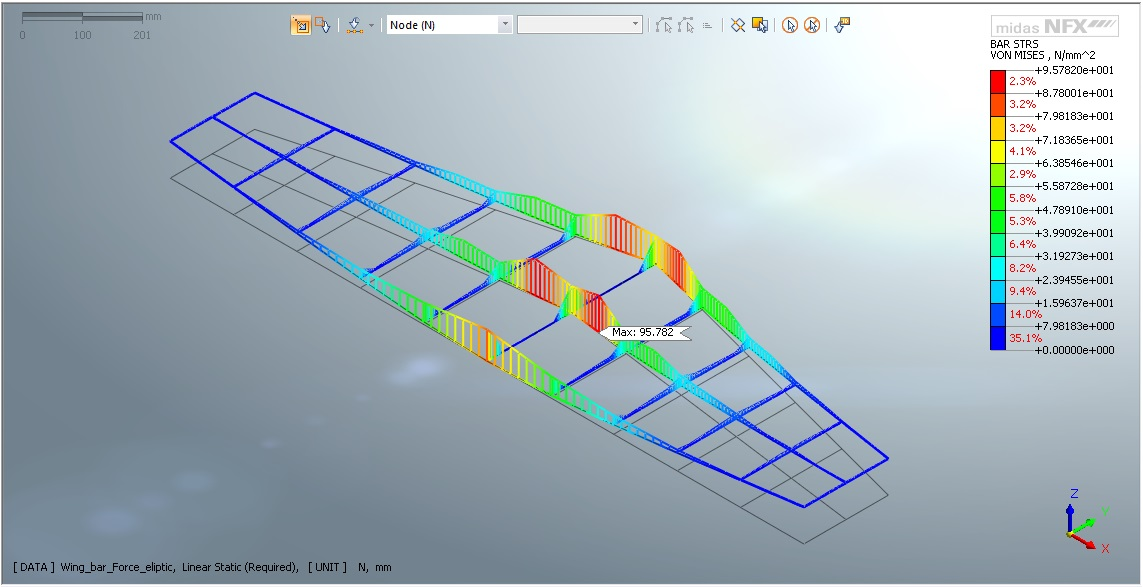 mm
0 100 201
Node (N)
midas NFX
BAR STRS
VON MISES , N/mm^2
+9.57820e+001
2.3%
+8.78001e+001
3.2%
+7.98183e+001
3.2%
+7.18365e+001
4.1%
+6.38546e+001
2.9%
+5.58728e+001
5.8%
+4.78910e+001
5.3%
+3.99092e+001
6.4%
+3.19273e+001
8.2%
+2.39455e+001
9.4%
+1.59637e+001
14.0%
+7.98183e+000
35.1%
+0.00000e+000
Max: 95.782
Z
Y
X
[ DATA ] Wing_bar_Force_eliptic, Linear Static (Required), [ UNIT ] N, mm